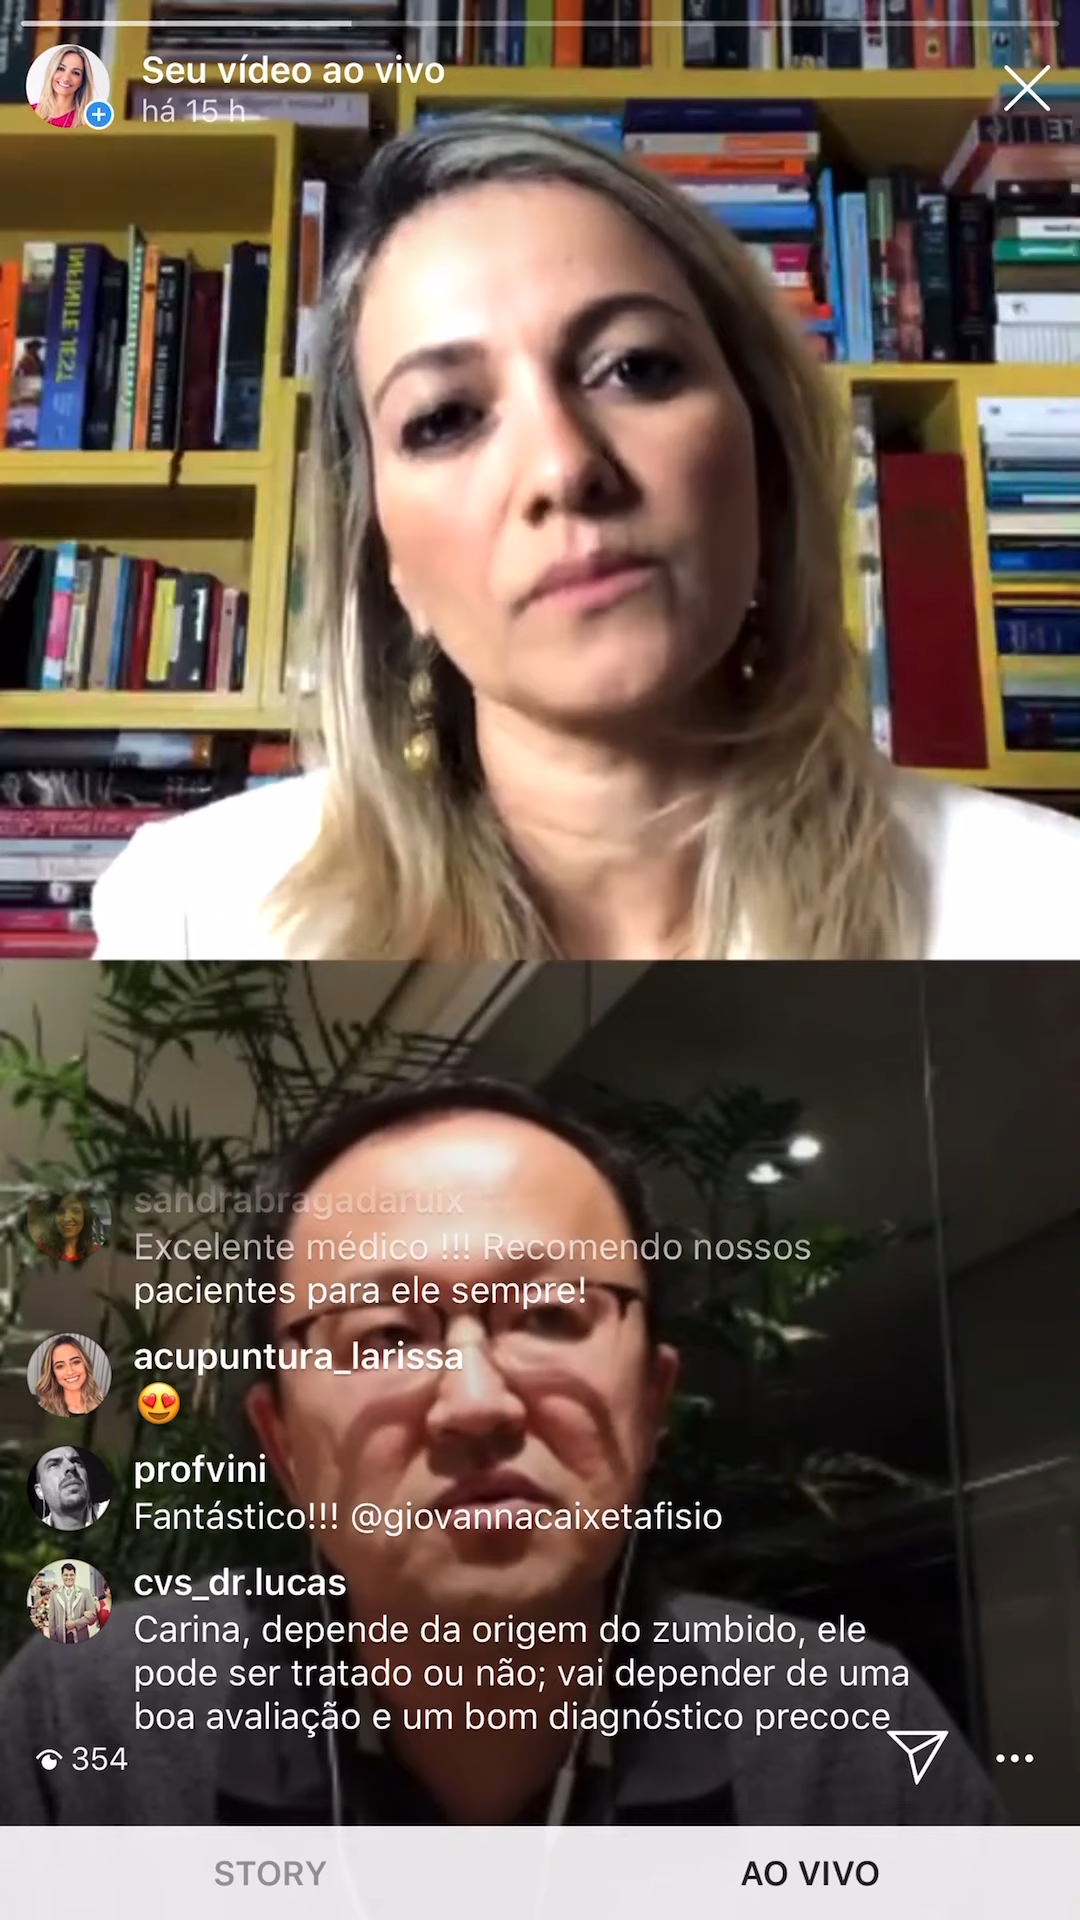 Seu vídeo ao vivo
há 15 h
INFINITE JEST
sandrabragadaruix
Excelente médico !!! Recomendo nossos
pacientes para ele sempre!
acupuntura_larissa
😍
profvini
Fantástico!!! @giovannacaixetafisio
cvs_dr.lucas
Carina, depende da origem do zumbido, ele
pode ser tratado ou não; vai depender de uma
boa avaliação e um bom diagnóstico precoce
354
STORY
AO VIVO